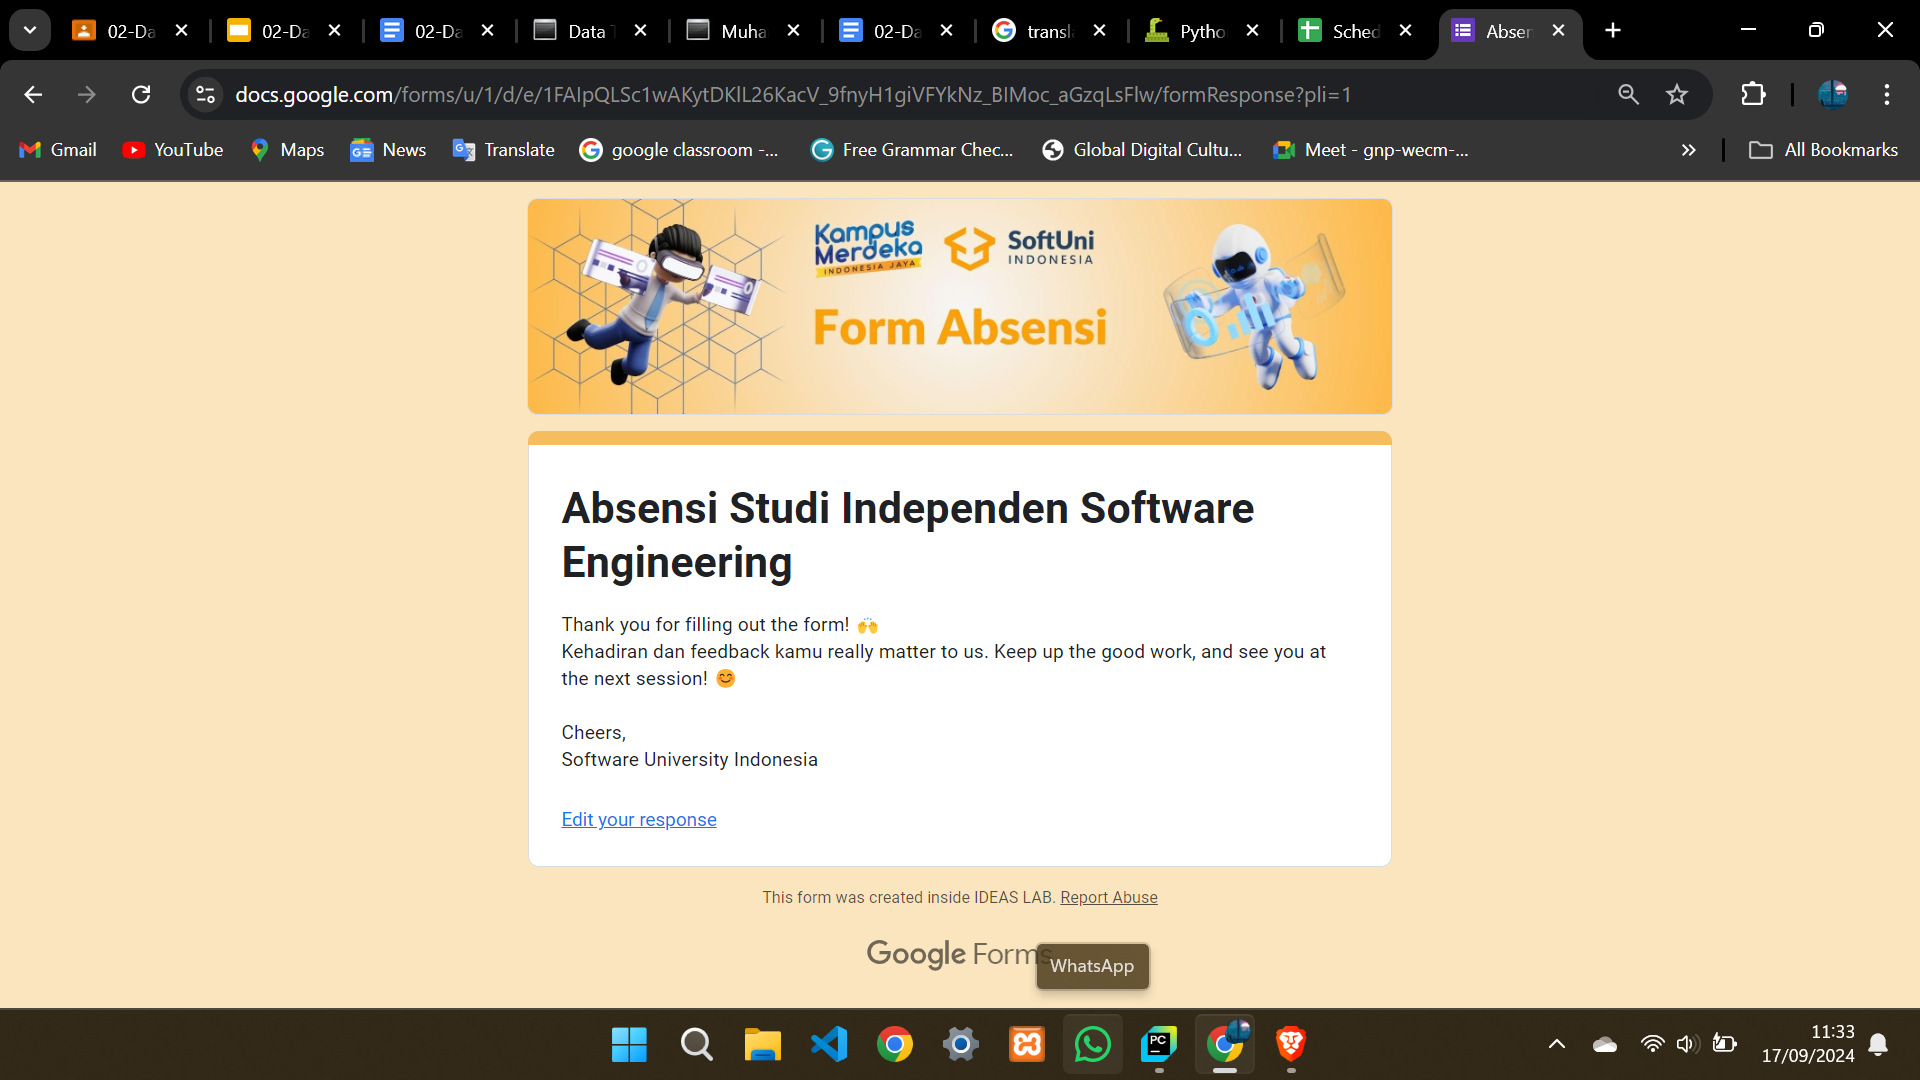 02-Da
02-Da
02-Da
Data T
Muha
02-Da
transla
Pytho
Sched
Absen
docs.google.com/forms/u/1/d/e/1FAIpQLSc1wAKytDKlL26KacV_9fnyH1giVFYkNz_BIMoc_aGzqLsFlw/formResponse?pli=1
Gmail
YouTube
Maps
News
Translate
google classroom -...
Free Grammar Chec...
Global Digital Cultu...
Meet - gnp-wecm-...
All Bookmarks
Kampus
Merdeka
INDONESIA JAYA
SoftUni
INDONESIA
Form Absensi
Absensi Studi Independen Software
Engineering
Thank you for filling out the form! 🙌
Kehadiran dan feedback kamu really matter to us. Keep up the good work, and see you at
the next session! 😊
Cheers,
Software University Indonesia
Edit your response
This form was created inside IDEAS LAB. Report Abuse
Google Forms
WhatsApp
PC
11:33
17/09/2024